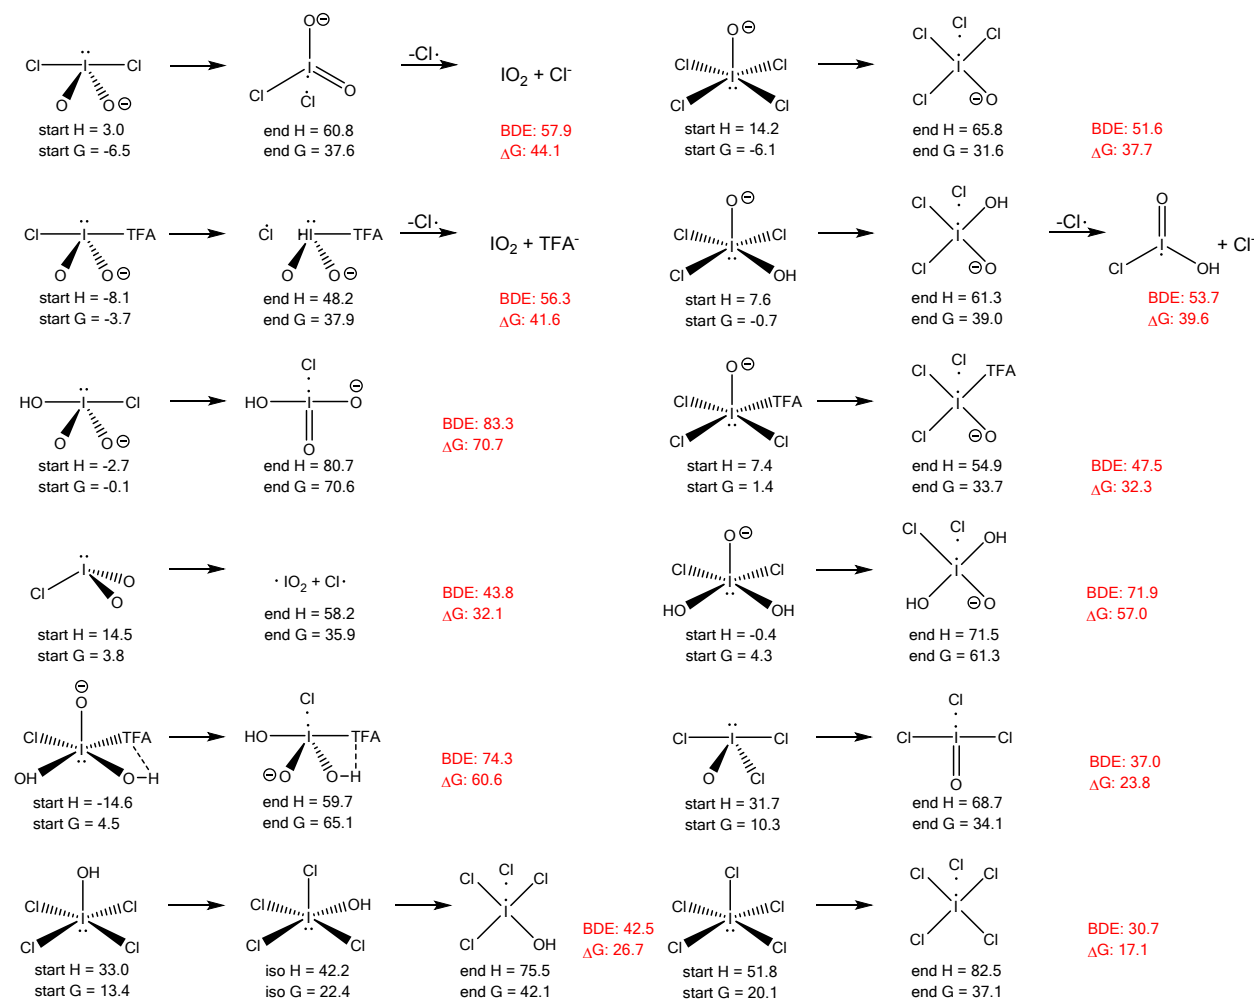 O⊖
Cl I Cl
O O⊖
start H = 3.0
start G = -6.5
O⊖
I
Cl Cl O
end H = 60.8
end G = 37.6
-Cl·
IO₂ + Cl⁻
BDE: 57.9
ΔG: 44.1
O⊖
Cl I Cl
Cl Cl
start H = 14.2
start G = -6.1
Cl
Cl Cl
I
Cl ⊖O
end H = 65.8
end G = 31.6
BDE: 51.6
ΔG: 37.7
Cl I TFA
O O⊖
start H = -8.1
start G = -3.7
Cl HI TFA
O O⊖
end H = 48.2
end G = 37.9
-Cl·
IO₂ + TFA⁻
BDE: 56.3
ΔG: 41.6
O⊖
Cl I Cl
Cl OH
start H = 7.6
start G = -0.7
Cl
Cl OH
I
Cl ⊖O
end H = 61.3
end G = 39.0
-Cl·
O
I
Cl OH
+ Cl⁻
BDE: 53.7
ΔG: 39.6
HO I Cl
O O⊖
start H = -2.7
start G = -0.1
Cl
HO I O⊖
O
end H = 80.7
end G = 70.6
BDE: 83.3
ΔG: 70.7
O⊖
Cl I TFA
Cl Cl
start H = 7.4
start G = 1.4
Cl
Cl TFA
I
Cl ⊖O
end H = 54.9
end G = 33.7
BDE: 47.5
ΔG: 32.3
I
Cl O
O
start H = 14.5
start G = 3.8
·IO₂ + Cl·
end H = 58.2
end G = 35.9
BDE: 43.8
ΔG: 32.1
O⊖
Cl I Cl
HO OH
start H = -0.4
start G = 4.3
Cl
Cl OH
I
HO ⊖O
end H = 71.5
end G = 61.3
BDE: 71.9
ΔG: 57.0
⊖
O
Cl I TFA
OH O-H
start H = -14.6
start G = 4.5
Cl
HO I TFA
⊖O O-H
end H = 59.7
end G = 65.1
BDE: 74.3
ΔG: 60.6
Cl I Cl
O Cl
start H = 31.7
start G = 10.3
Cl
Cl I Cl
O
end H = 68.7
end G = 34.1
BDE: 37.0
ΔG: 23.8
OH
Cl I Cl
Cl Cl
start H = 33.0
start G = 13.4
Cl
Cl I OH
Cl Cl
iso H = 42.2
iso G = 22.4
Cl
Cl Cl
I
Cl OH
end H = 75.5
end G = 42.1
BDE: 42.5
ΔG: 26.7
Cl
Cl I Cl
Cl Cl
start H = 51.8
start G = 20.1
Cl
Cl Cl
I
Cl Cl
end H = 82.5
end G = 37.1
BDE: 30.7
ΔG: 17.1